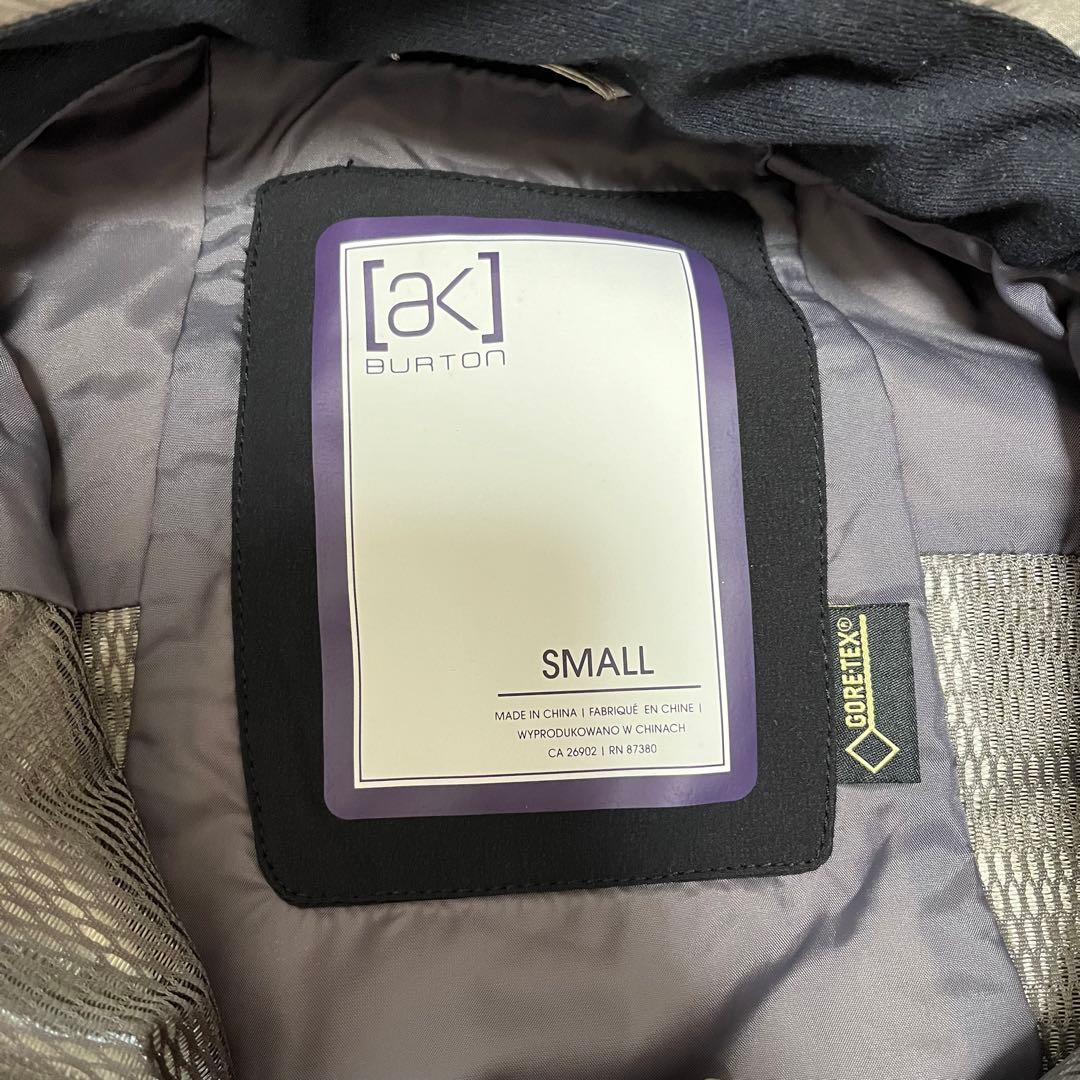 [ak]
BURTON
SMALL
MADE IN CHINA | FABRIQUÉ EN CHINE |
WYPRODUKOWANO W CHINACH
CA 26902 | RN 87380
GORE-TEX®